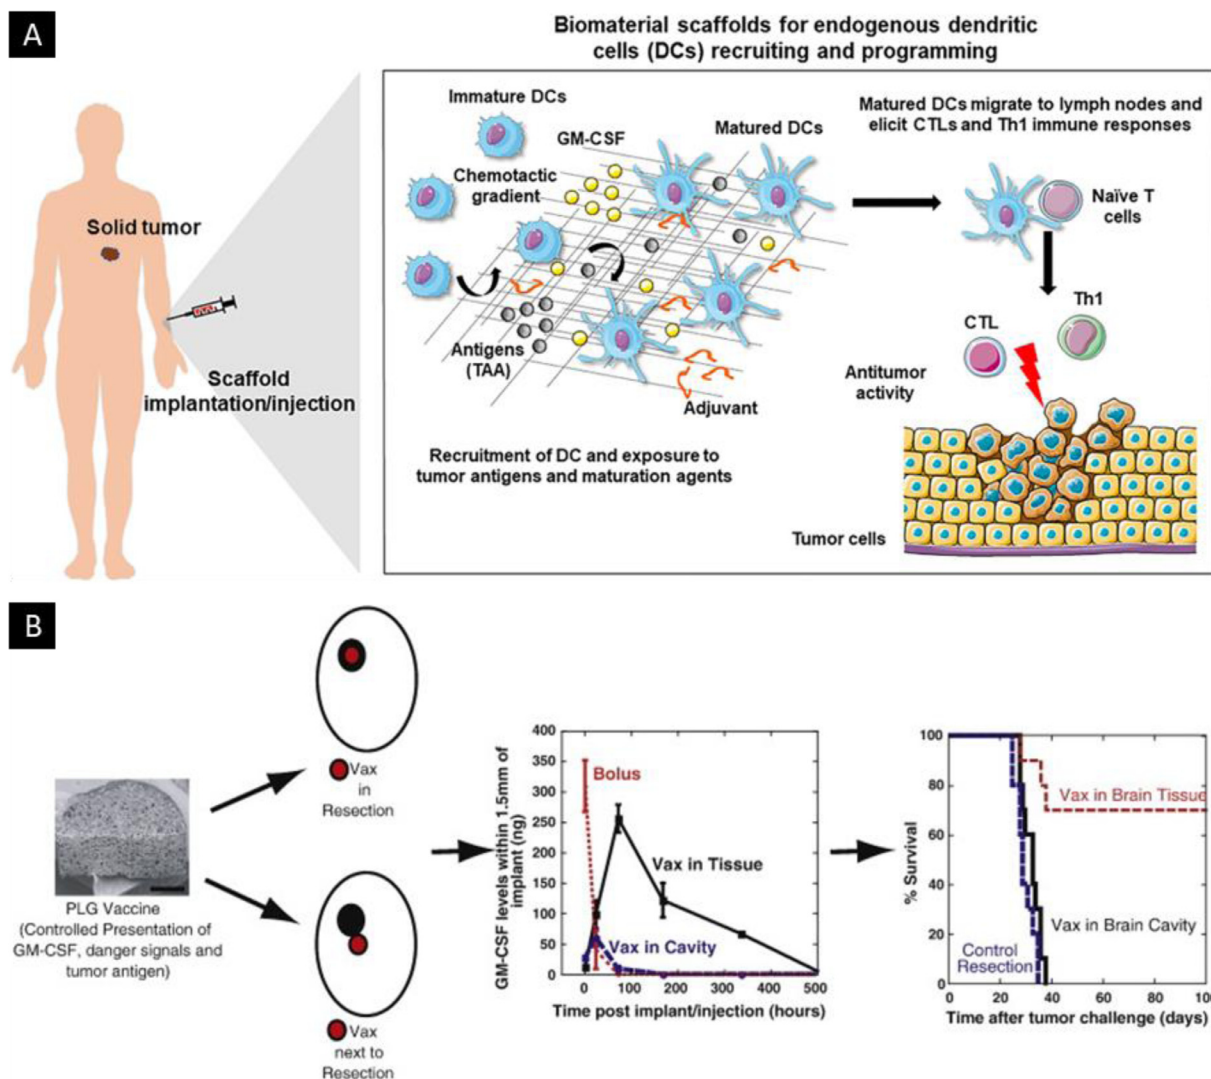 A
Biomaterial scaffolds for endogenous dendritic
cells (DCs) recruiting and programming
Solid tumor
Scaffold
implantation/injection
Immature DCs
GM-CSF
Matured DCs
Chemotactic
gradient
Antigens
(TAA)
Adjuvant
Recruitment of DC and exposure to
tumor antigens and maturation agents
Matured DCs migrate to lymph nodes and
elicit CTLs and Th1 immune responses
Naïve T
cells
Th1
CTL
Antitumor
activity
Tumor cells
B
PLG Vaccine
(Controlled Presentation of
GM-CSF, danger signals and
tumor antigen)
Vax
in
Resection
Vax
next to
Resection
GM-CSF levels within 1.5mm of
implant (ng)
400
350
300
250
200
150
100
50
0
Bolus
Vax in Tissue
Vax in Cavity
0 100 200 300 400 500
Time post implant/injection (hours)
% Survival
100
80
60
40
20
0
Vax in Brain Tissue
Vax in Brain Cavity
Control
Resection
0 20 40 60 80 100
Time after tumor challenge (days)